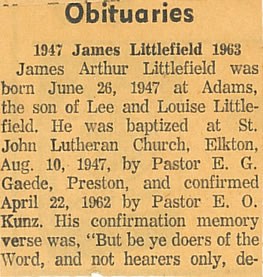 Obituaries
1947 James Littlefield 1963
James Arthur Littlefield was
born June 26, 1947 at Adams,
the son of Lee and Louise Little-
field. He was baptized at St.
John Lutheran Church, Elkton,
Aug. 10, 1947, by Pastor E. G.
Gaede, Preston, and confirmed
April 22, 1962 by Pastor E. O.
Kunz. His confirmation memory
verse was, "But be ye doers of the
Word, and not hearers only, de-